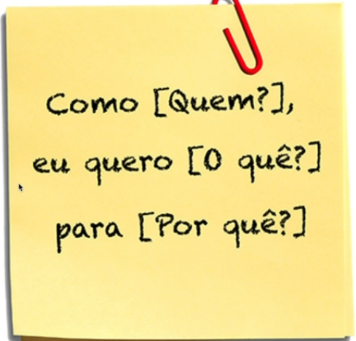 Como [Quem?],
eu quero [O quê?]
para [Por quê?]